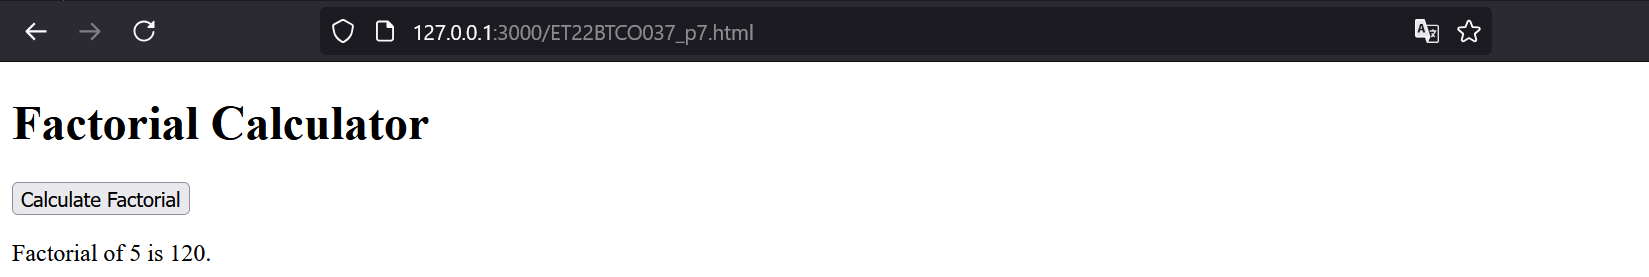 127.0.0.1:3000/ET22BTCO037_p7.html
Factorial Calculator
Calculate Factorial
Factorial of 5 is 120.